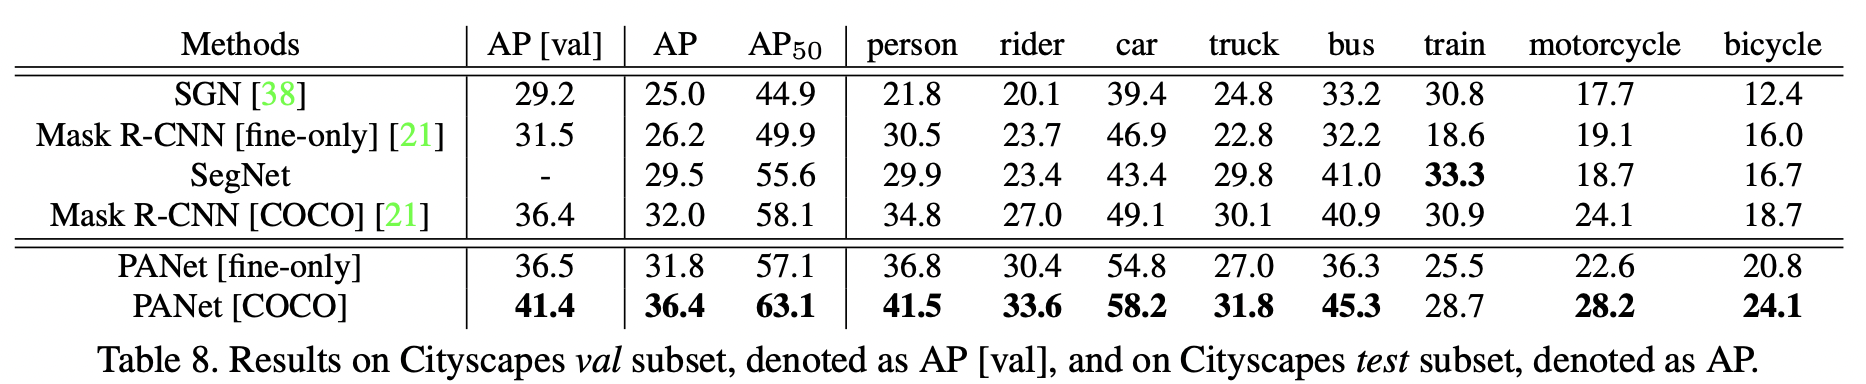 Methods AP [val] AP AP50 person rider car truck bus train motorcycle bicycle
SGN [38] 29.2 25.0 44.9 21.8 20.1 39.4 24.8 33.2 30.8 17.7 12.4
Mask R-CNN [fine-only] [21] 31.5 26.2 49.9 30.5 23.7 46.9 22.8 32.2 18.6 19.1 16.0
SegNet - 29.5 55.6 29.9 23.4 43.4 29.8 41.0 33.3 18.7 16.7
Mask R-CNN [COCO] [21] 36.4 32.0 58.1 34.8 27.0 49.1 30.1 40.9 30.9 24.1 18.7
PANet [fine-only] 36.5 31.8 57.1 36.8 30.4 54.8 27.0 36.3 25.5 22.6 20.8
PANet [COCO] 41.4 36.4 63.1 41.5 33.6 58.2 31.8 45.3 28.7 28.2 24.1
Table 8. Results on Cityscapes val subset, denoted as AP [val], and on Cityscapes test subset, denoted as AP.